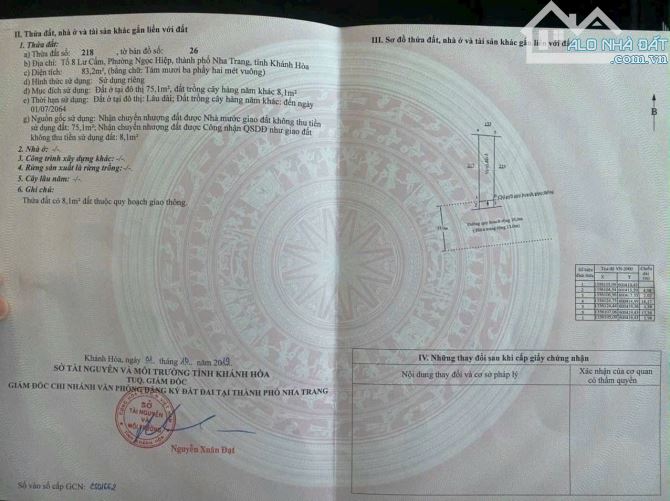 II. Thửa đất, nhà ở và tài sản khác gắn liền với đất
1. Thửa đất:
a) Thửa đất số: 218 , tờ bản đồ số: 26
b) Địa chỉ: Tổ 8 Lư Cấm, Phường Ngọc Hiệp, thành phố Nha Trang, tỉnh Khánh Hòa
c) Diện tích: 83,2m², (bằng chữ: Tám mươi ba phẩy hai mét vuông)
d) Hình thức sử dụng: Sử dụng riêng
đ) Mục đích sử dụng: Đất ở tại đô thị 75,1m², đất trồng cây hàng năm khác 8,1m²
e) Thời hạn sử dụng: Đất ở tại đô thị: Lâu dài; Đất trồng cây hàng năm khác: đến ngày
01/07/2064
g) Nguồn gốc sử dụng: Nhận chuyển nhượng đất được Nhà nước giao đất không thu tiền
sử dụng đất: 75,1m²; Nhận chuyển nhượng đất được Công nhận QSDĐ như giao đất
không thu tiền sử dụng đất: 8,1m²
2. Nhà ở: -/-
3. Công trình xây dựng khác: -/-
4. Rừng sản xuất là rừng trồng: -/-
5. Cây lâu năm: -/-
6. Ghi chú:
Thửa đất có 8,1m² đất thuộc quy hoạch giao thông.
Khánh Hòa, ngày tháng năm 2019
SỞ TÀI NGUYÊN VÀ MÔI TRƯỜNG TỈNH KHÁNH HÒA
TUQ. GIÁM ĐỐC
GIÁM ĐỐC CHI NHÁNH VĂN PHÒNG ĐĂNG KÝ ĐẤT ĐAI TẠI THÀNH PHỐ NHA TRANG
SỞ
TÀI NGUYÊN
VÀ
MÔI TRƯỜNG
Nguyễn Xuân Đạt
Số vào sổ cấp GCN:
III. Sơ đồ thửa đất, nhà ở và tài sản khác gắn liền với đất
ALO NHÀ ĐẤT
B
IV. Những thay đổi sau khi cấp giấy chứng nhận
Nội dung thay đổi và cơ sở pháp lý
Xác nhận của cơ quan
có thẩm quyền